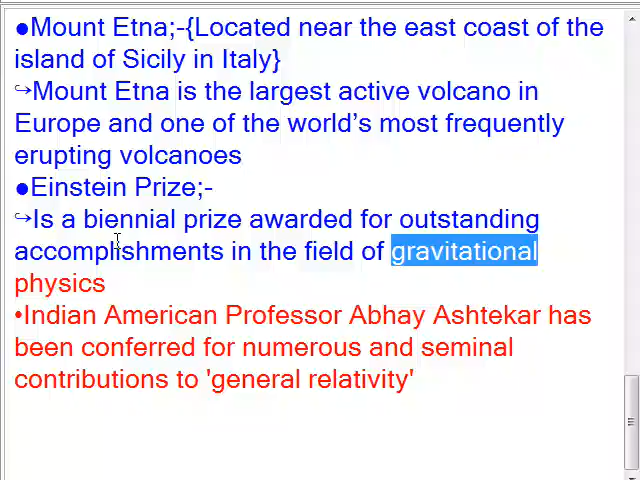 ●Mount Etna;-{Located near the east coast of the
island of Sicily in Italy}
↪Mount Etna is the largest active volcano in
Europe and one of the world’s most frequently
erupting volcanoes
●Einstein Prize;-
↪Is a biennial prize awarded for outstanding
accomplishments in the field of gravitational
physics
•Indian American Professor Abhay Ashtekar has
been conferred for numerous and seminal
contributions to 'general relativity'